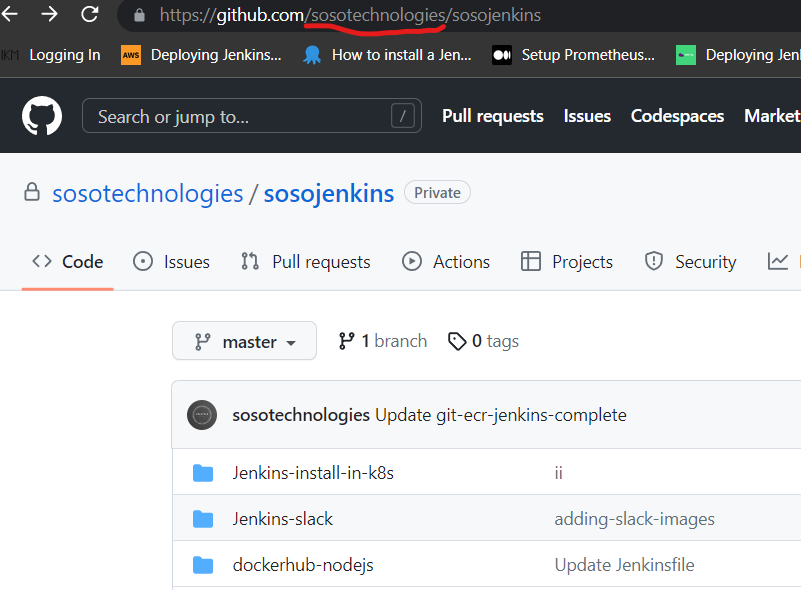 https://github.com/sosotechnologies/sosojenkins
IKM Logging In aws Deploying Jenkins... How to install a Jen... Setup Prometheus... Deploying Jen
Search or jump to... / Pull requests Issues Codespaces Market
sosotechnologies / sosojenkins Private
Code Issues Pull requests Actions Projects Security
master 1 branch 0 tags
sosotechnologies Update git-ecr-jenkins-complete
Jenkins-install-in-k8s ii
Jenkins-slack adding-slack-images
dockerhub-nodejs Update Jenkinsfile